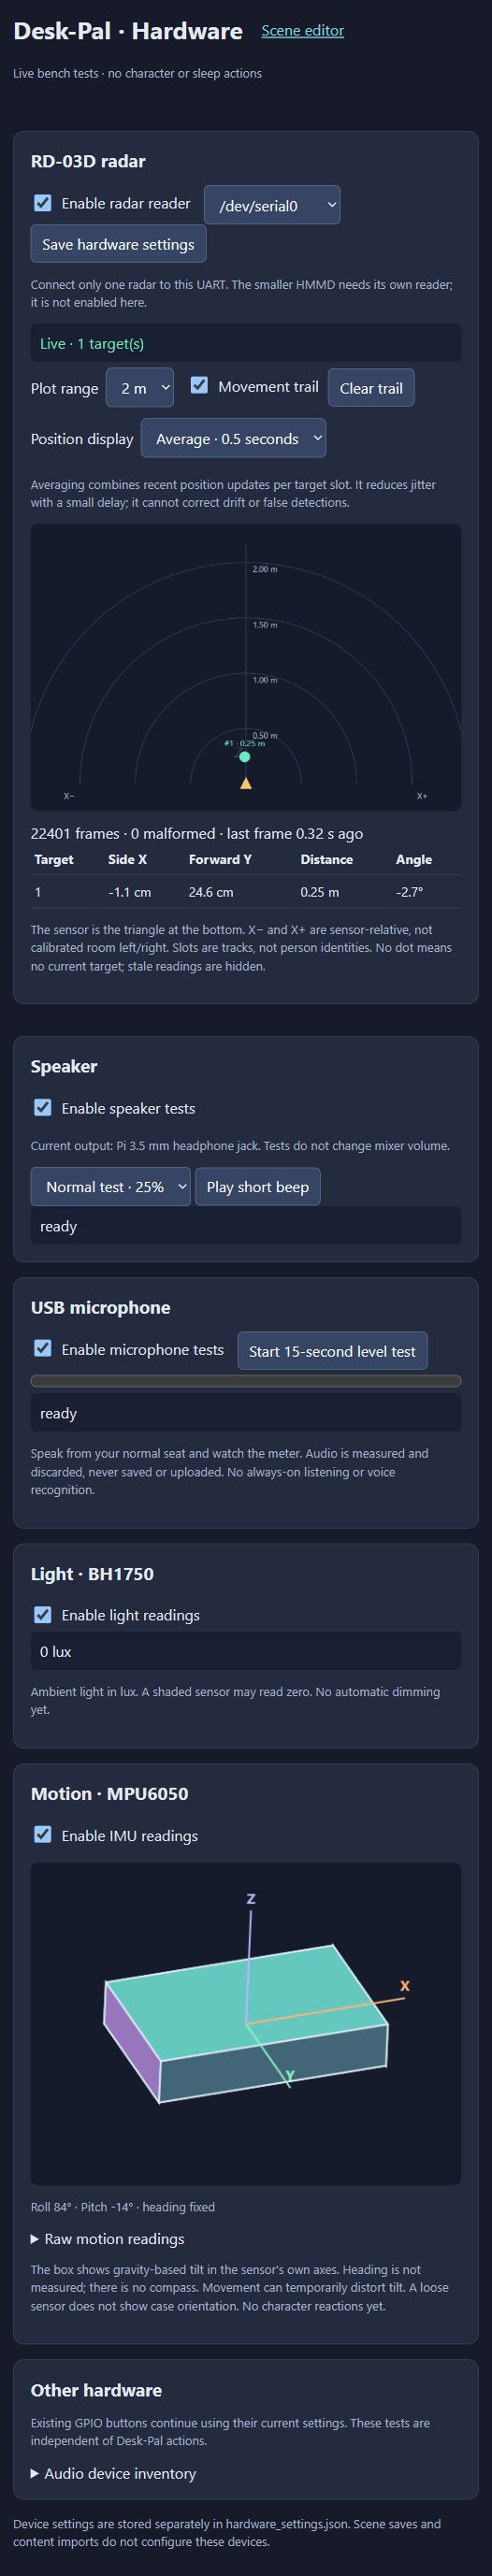 Desk-Pal · Hardware Scene editor
Live bench tests · no character or sleep actions
RD-03D radar
Enable radar reader /dev/serial0
Save hardware settings
Connect only one radar to this UART. The smaller HMMD needs its own reader;
it is not enabled here.
Live · 1 target(s)
Plot range 2 m Movement trail Clear trail
Position display Average · 0.5 seconds
Averaging combines recent position updates per target slot. It reduces jitter
with a small delay; it cannot correct drift or false detections.
2.00 m
1.50 m
1.00 m
0.50 m
#1 · 0.25 m
X− X+
22401 frames · 0 malformed · last frame 0.32 s ago
Target Side X Forward Y Distance Angle
1 -1.1 cm 24.6 cm 0.25 m -2.7°
The sensor is the triangle at the bottom. X− and X+ are sensor-relative, not
calibrated room left/right. Slots are tracks, not person identities. No dot means
no current target; stale readings are hidden.
Speaker
Enable speaker tests
Current output: Pi 3.5 mm headphone jack. Tests do not change mixer volume.
Normal test · 25% Play short beep
ready
USB microphone
Enable microphone tests Start 15-second level test
ready
Speak from your normal seat and watch the meter. Audio is measured and
discarded, never saved or uploaded. No always-on listening or voice
recognition.
Light · BH1750
Enable light readings
0 lux
Ambient light in lux. A shaded sensor may read zero. No automatic dimming
yet.
Motion · MPU6050
Enable IMU readings
Z
X
Y
Roll 84° · Pitch -14° · heading fixed
Raw motion readings
The box shows gravity-based tilt in the sensor's own axes. Heading is not
measured; there is no compass. Movement can temporarily distort tilt. A loose
sensor does not show case orientation. No character reactions yet.
Other hardware
Existing GPIO buttons continue using their current settings. These tests are
independent of Desk-Pal actions.
Audio device inventory
Device settings are stored separately in hardware_settings.json. Scene saves and
content imports do not configure these devices.